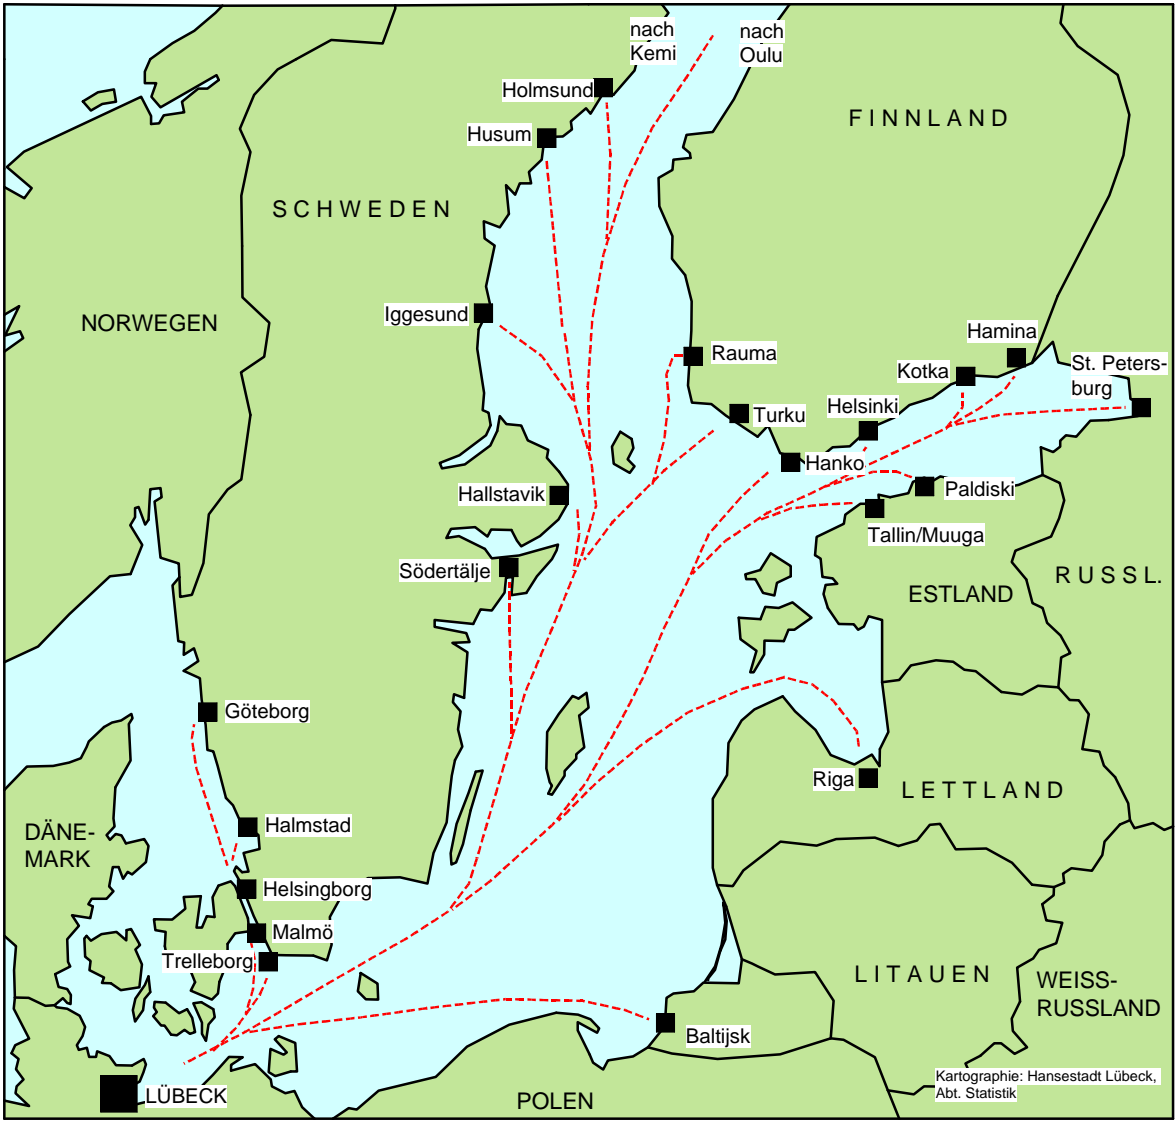 nach
Kemi
nach
Oulu
Holmsund
Husum
FINNLAND
SCHWEDEN
Iggesund
NORWEGEN
Hamina
Rauma
Kotka
St. Peters-
burg
Turku
Helsinki
Hanko
Hallstavik
Paldiski
Tallin/Muuga
Södertälje
RUSSL.
ESTLAND
Göteborg
Riga
LETTLAND
Halmstad
DÄNE-
MARK
Helsingborg
Malmö
Trelleborg
LITAUEN
WEISS-
RUSSLAND
Baltijsk
Kartographie: Hansestadt Lübeck,
Abt. Statistik
LÜBECK
POLEN